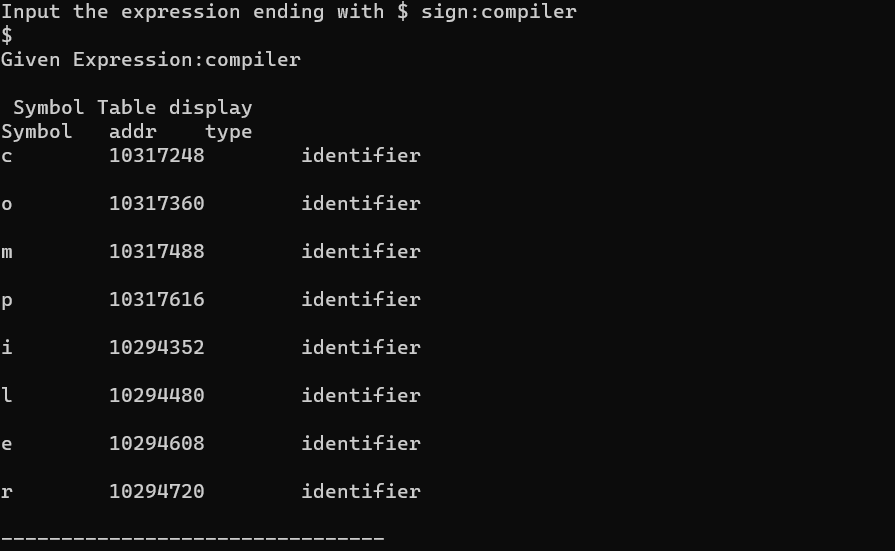 Input the expression ending with $ sign:compiler
$
Given Expression:compiler
 Symbol Table display
Symbol   addr    type
c        10317248        identifier
o        10317360        identifier
m        10317488        identifier
p        10317616        identifier
i        10294352        identifier
l        10294480        identifier
e        10294608        identifier
r        10294720        identifier
--------------------------------